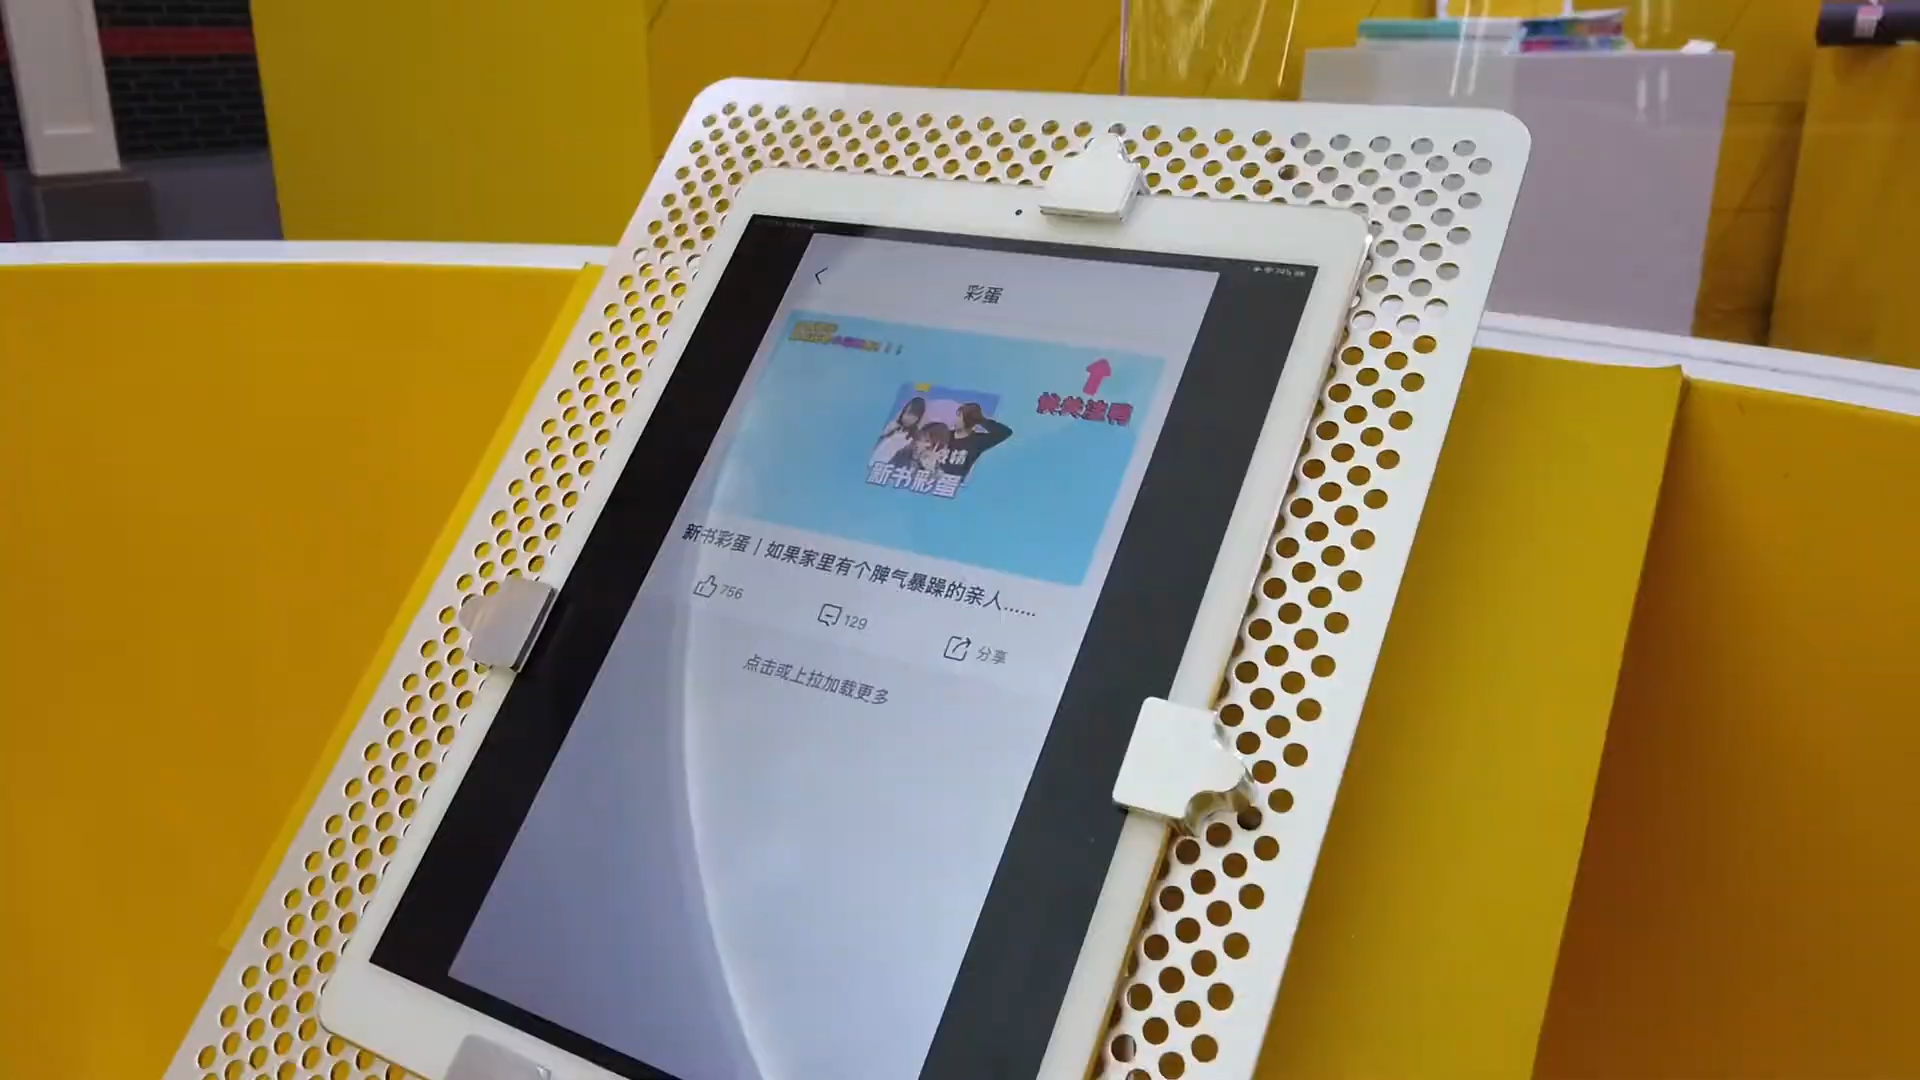 彩蛋
快关注啊
新书彩蛋
新书彩蛋丨如果家里有个脾气暴躁的亲人......
756
129
分享
点击或上拉加载更多